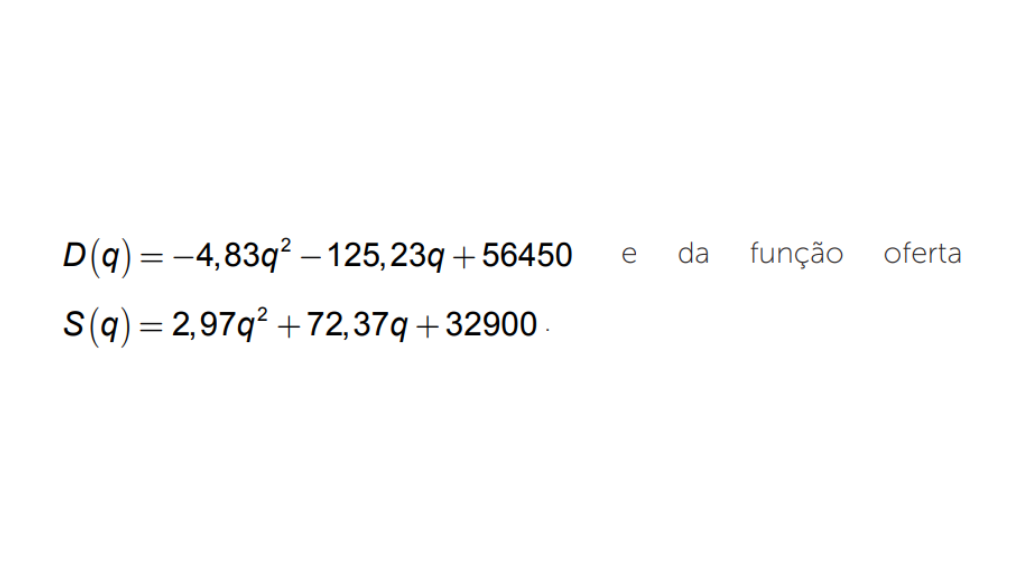 D(q) = −4,83q² − 125,23q + 56450 e da função oferta
S(q) = 2,97q² + 72,37q + 32900 .